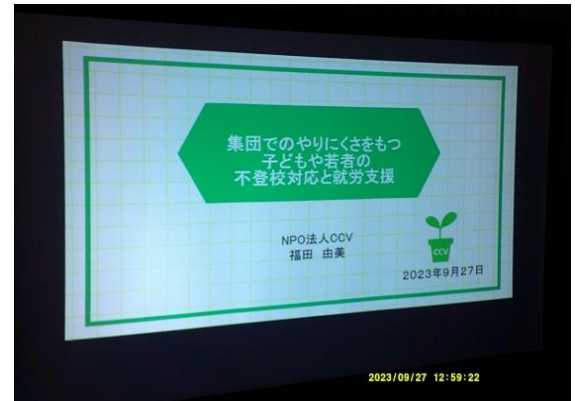 集団でのやりにくさをもつ
子どもや若者の
不登校対応と就労支援
NPO法人CCV
福田 由美
CCV
2023年9月27日
2023/09/27 12:59:22